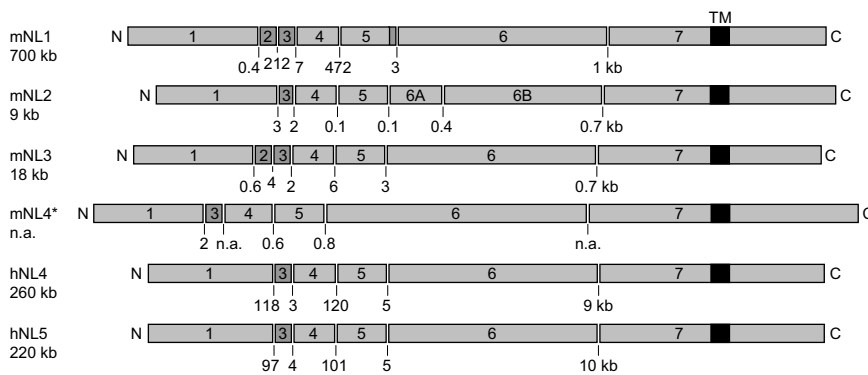 TM
mNL1 N 1 2 3 4 5 6 7 C
700 kb
0.4 212 7 472 3 1 kb
mNL2 N 1 3 4 5 6A 6B 7 C
9 kb
3 2 0.1 0.1 0.4 0.7 kb
mNL3 N 1 2 3 4 5 6 7 C
18 kb
0.6 4 2 6 3 0.7 kb
mNL4* N 1 3 4 5 6 7 C
n.a.
2 n.a. 0.6 0.8 n.a.
hNL4 N 1 3 4 5 6 7 C
260 kb
118 3 120 5 9 kb
hNL5 N 1 3 4 5 6 7 C
220 kb
97 4 101 5 10 kb